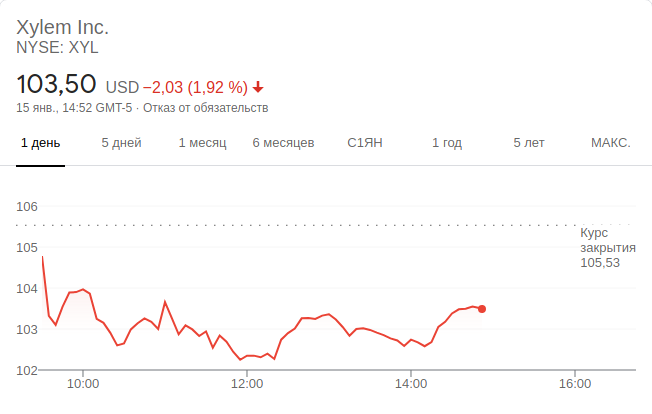 Xylem Inc.
NYSE: XYL
103,50 USD −2,03 (1,92 %)
15 янв., 14:52 GMT-5 · Отказ от обязательств
1 день 5 дней 1 месяц 6 месяцев С1ЯН 1 год 5 лет МАКС.
106
105
104
103
102
Курс
закрытия
105,53
10:00 12:00 14:00 16:00